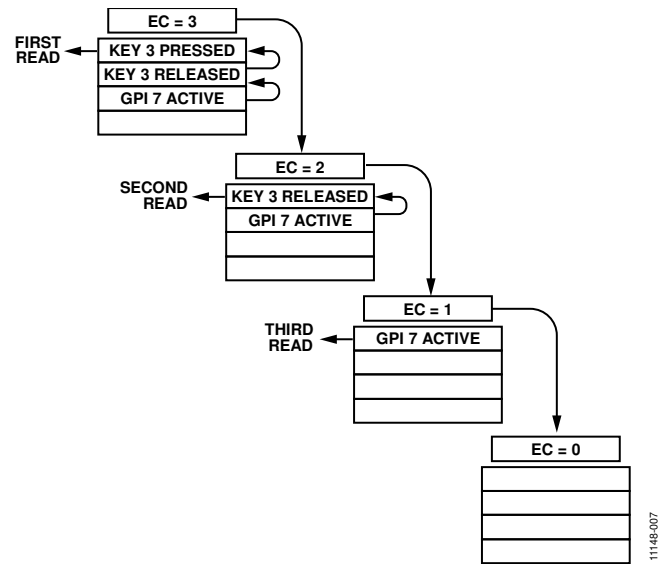 EC = 3
FIRST
READ
KEY 3 PRESSED
KEY 3 RELEASED
GPI 7 ACTIVE
EC = 2
SECOND
READ
KEY 3 RELEASED
GPI 7 ACTIVE
EC = 1
THIRD
READ
GPI 7 ACTIVE
EC = 0
11148-007